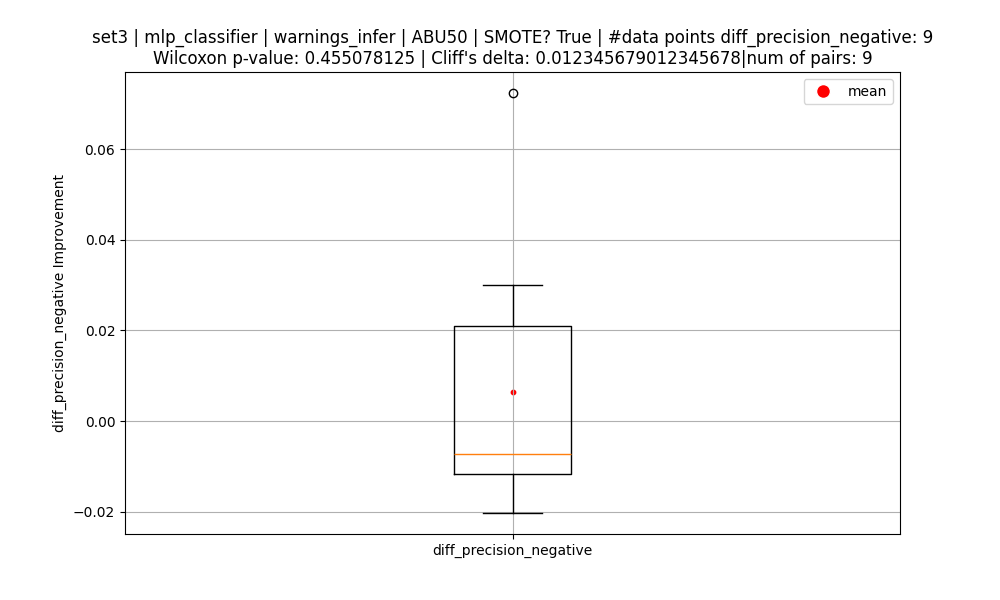 set3 | mlp_classifier | warnings_infer | ABU50 | SMOTE? True | #data points diff_precision_negative: 9
Wilcoxon p-value: 0.455078125 | Cliff's delta: 0.012345679012345678|num of pairs: 9
mean
0.06
0.04
0.02
0.00
−0.02
diff_precision_negative Improvement
diff_precision_negative